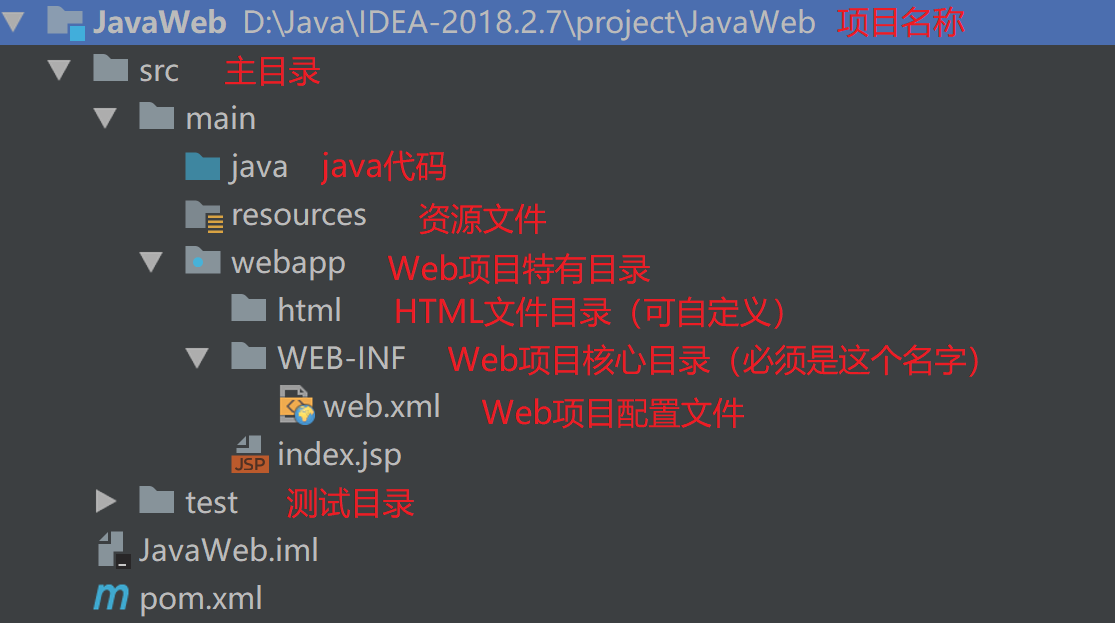 JavaWeb D:\Java\IDEA-2018.2.7\project\JavaWeb 项目名称
src 主目录
main
java java代码
resources 资源文件
webapp Web项目特有目录
html HTML文件目录（可自定义）
WEB-INF Web项目核心目录（必须是这个名字）
web.xml Web项目配置文件
JSP index.jsp
test 测试目录
JavaWeb.iml
m pom.xml